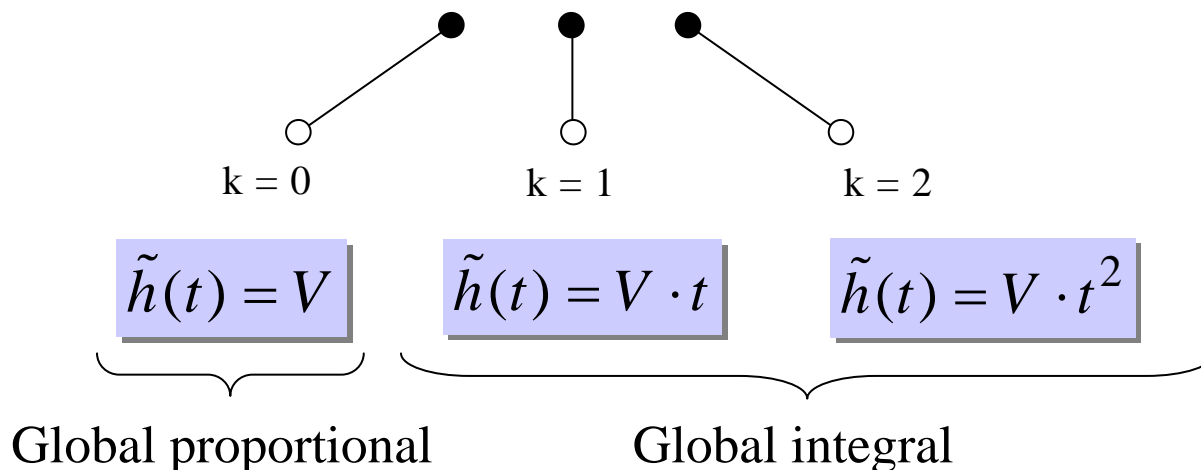 k = 0 k = 1 k = 2
h̃(t) = V h̃(t) = V · t h̃(t) = V · t²
Global proportional Global integral